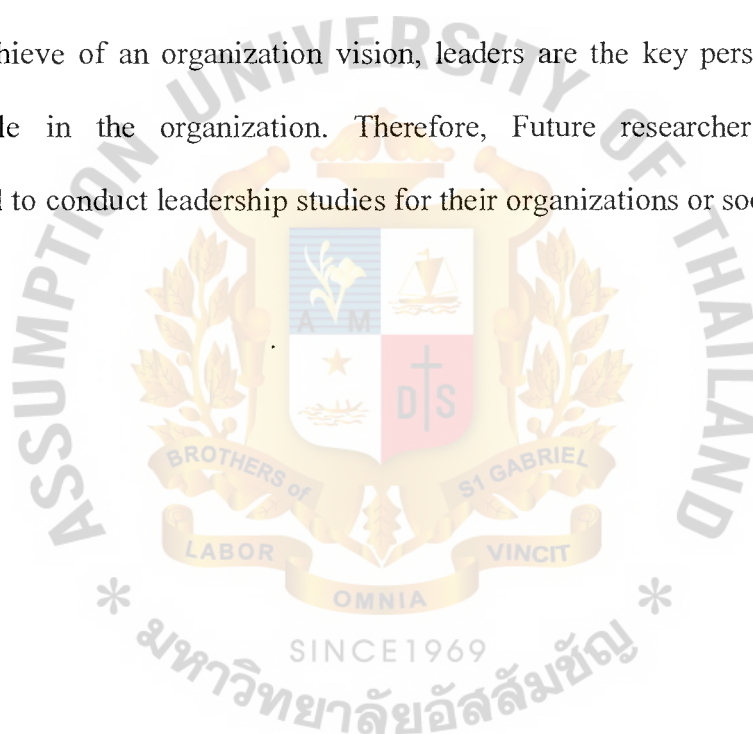 hieve of an organization vision, leaders are the key pers
le in the organization. Therefore, Future researcher
to conduct leadership studies for their organizations or soc
ASSUMPTION UNIVERSITY OF THAILAND
A M
D S
BROTHERS of S1 GABRIEL
LABOR VINCIT
OMNIA
* SINCE1969 *
มหาวิทยาลัยอัสสัมชัญ